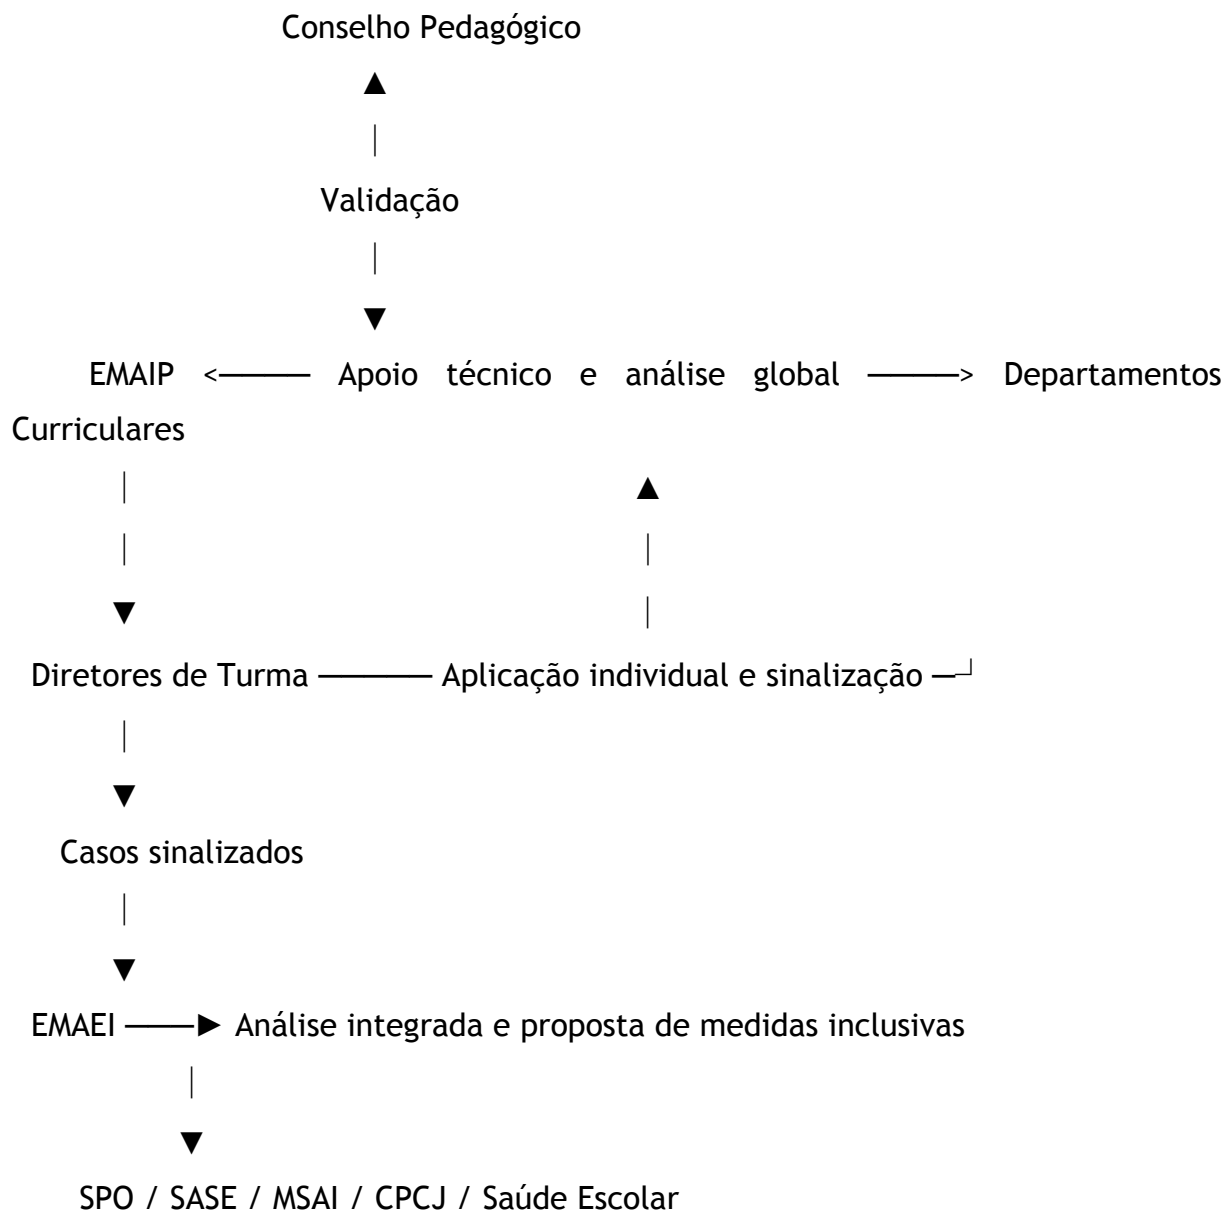 Conselho Pedagógico
▲
|
Validação
|
▼
EMAIP <──── Apoio técnico e análise global ────> Departamentos
Curriculares
| ▲
| |
▼ |
Diretores de Turma ───── Aplicação individual e sinalização ─┘
|
▼
Casos sinalizados
|
▼
EMAEI ───► Análise integrada e proposta de medidas inclusivas
|
▼
SPO / SASE / MSAI / CPCJ / Saúde Escolar